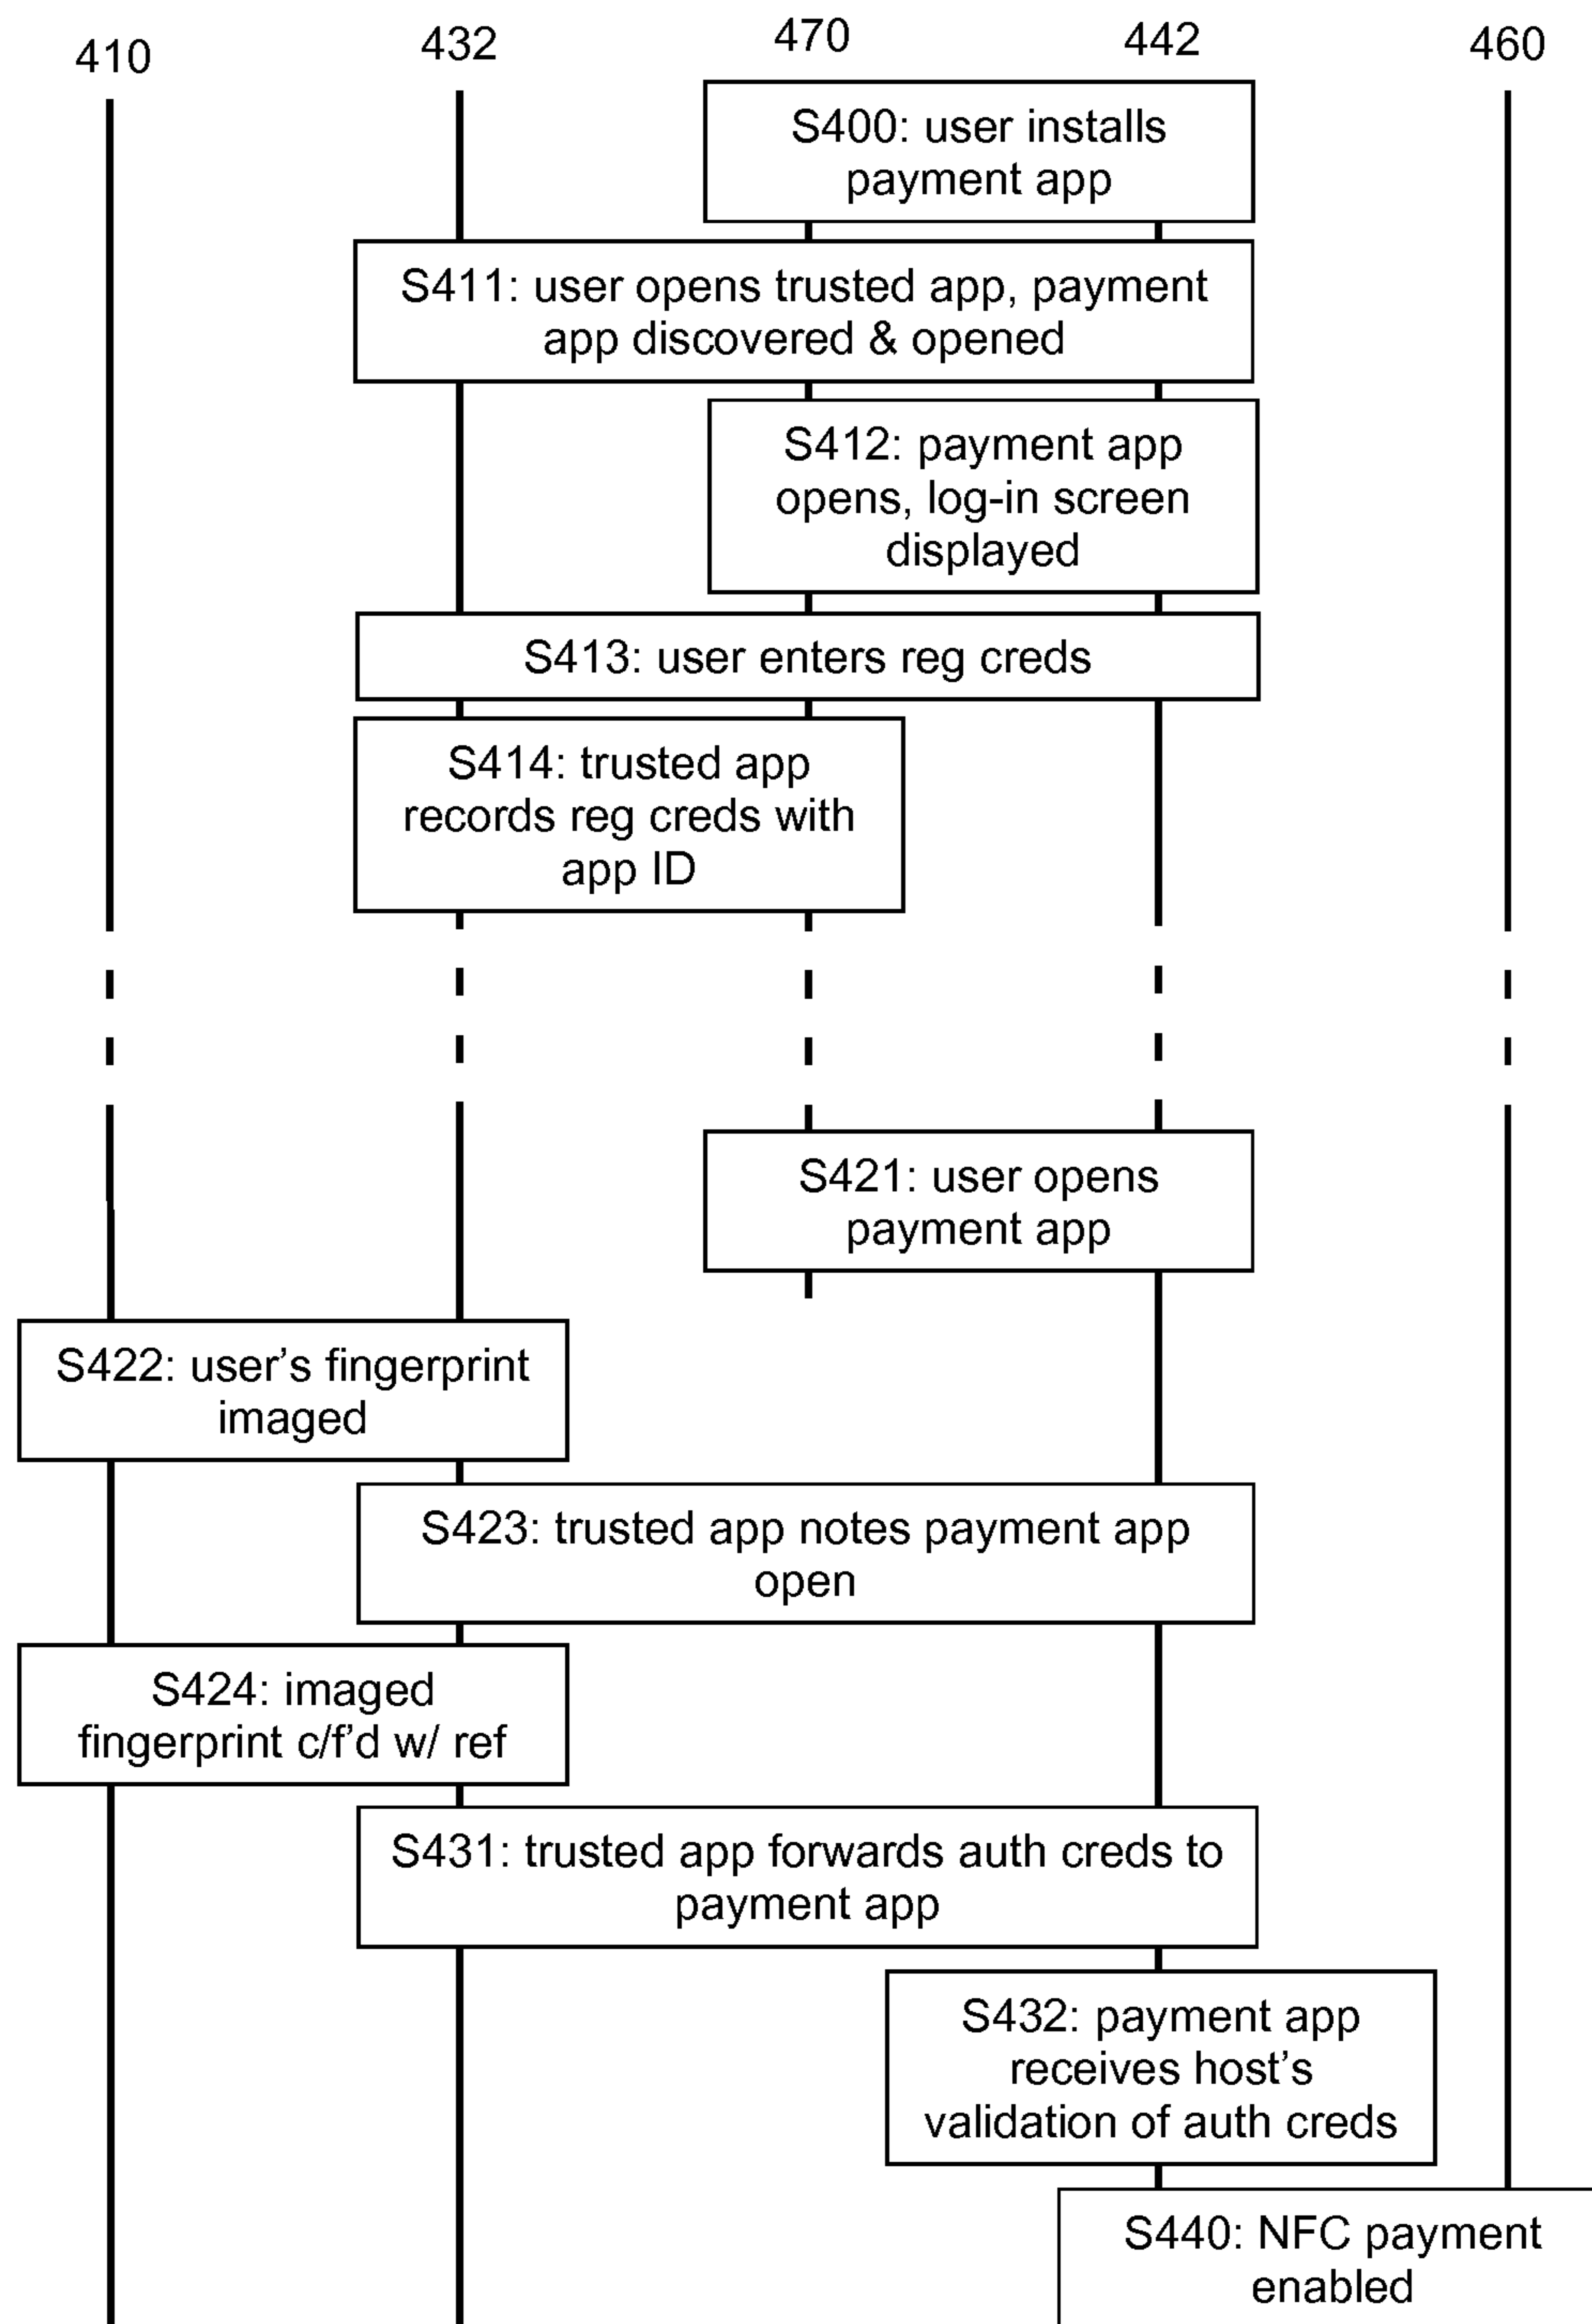 410
432
470
442
460
S400: user installs
payment app
S411: user opens trusted app, payment
app discovered & opened
S412: payment app
opens, log-in screen
displayed
S413: user enters reg creds
S414: trusted app
records reg creds with
app ID
S421: user opens
payment app
S422: user’s fingerprint
imaged
S423: trusted app notes payment app
open
S424: imaged
fingerprint c/f’d w/ ref
S431: trusted app forwards auth creds to
payment app
S432: payment app
receives host’s
validation of auth creds
S440: NFC payment
enabled